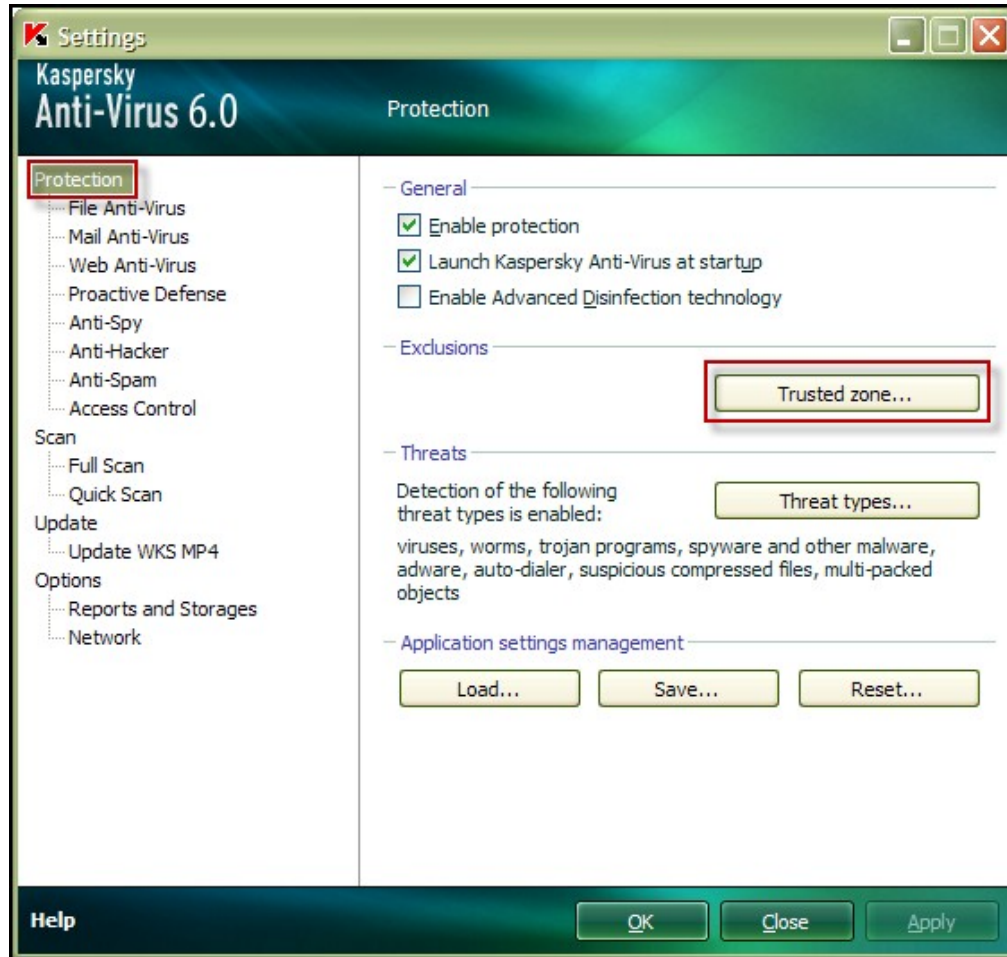 Settings
Kaspersky
Anti-Virus 6.0
Protection
Protection
File Anti-Virus
Mail Anti-Virus
Web Anti-Virus
Proactive Defense
Anti-Spy
Anti-Hacker
Anti-Spam
Access Control
Scan
Full Scan
Quick Scan
Update
Update WKS MP4
Options
Reports and Storages
Network
General
Enable protection
Launch Kaspersky Anti-Virus at startup
Enable Advanced Disinfection technology
Exclusions
Trusted zone...
Threats
Detection of the following
threat types is enabled:
Threat types...
viruses, worms, trojan programs, spyware and other malware,
adware, auto-dialer, suspicious compressed files, multi-packed
objects
Application settings management
Load... Save... Reset...
Help OK Close Apply